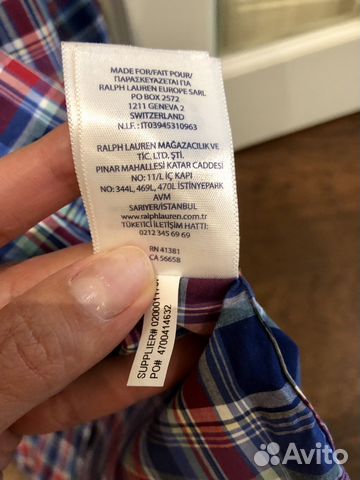 MADE FOR/FAIT POUR/
ΠΑΡΑΣΚΕΥΑΖΕΤΑΙ ΓΙΑ
RALPH LAUREN EUROPE SARL
PO BOX 2572
1211 GENEVA 2
SWITZERLAND
N.I.F.: IT03945310963
RALPH LAUREN MAĞAZACILIK VE
TİC. LTD. ŞTİ.
PINAR MAHALLESİ KATAR CADDESİ
NO: 11/L İÇ KAPI
NO: 344L, 469L, 470L İSTİNYEPARK
AVM
SARIYER/İSTANBUL
www.ralphlauren.com.tr
TÜKETİCİ İLETİŞİM HATTI:
0212 345 69 69
RN 41381
CA 56658
SUPPLIER#
PO# 4700414632
Avito